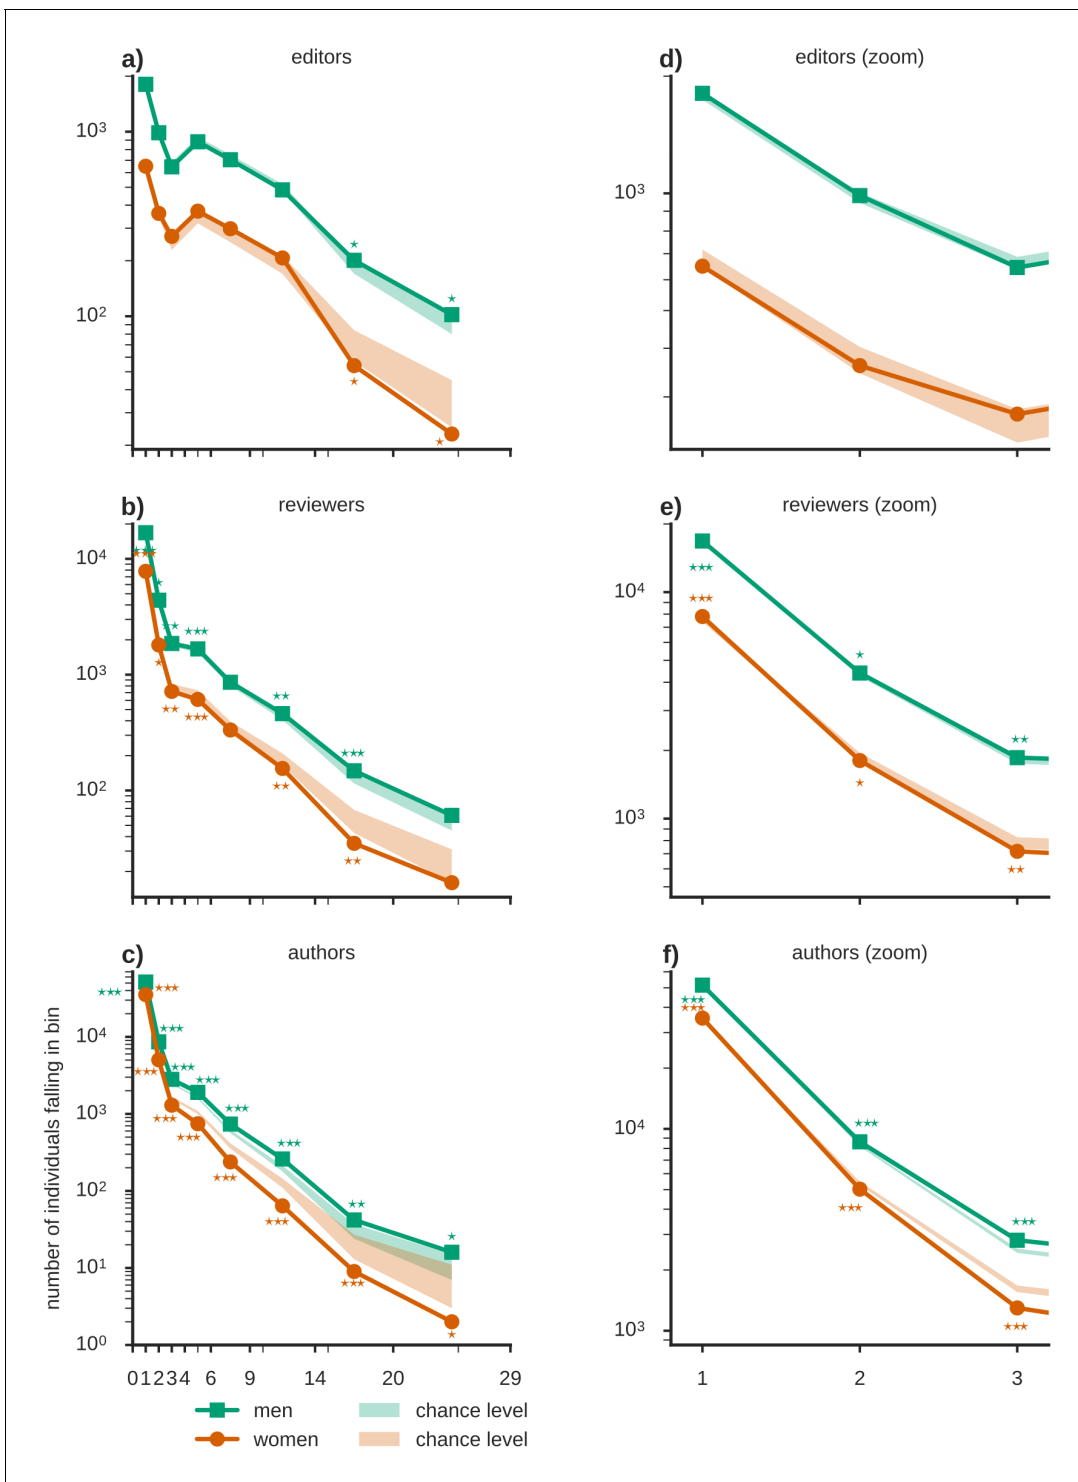 a) editors
10³
10²
d) editors (zoom)
10³
b) reviewers
10⁴
10³
10²
e) reviewers (zoom)
10⁴
10³
c) authors
number of individuals falling in bin
10⁴
10³
10²
10¹
10⁰
0 1 2 3 4 6 9 14 20 29
f) authors (zoom)
10⁴
10³
1 2 3
men chance level
women chance level